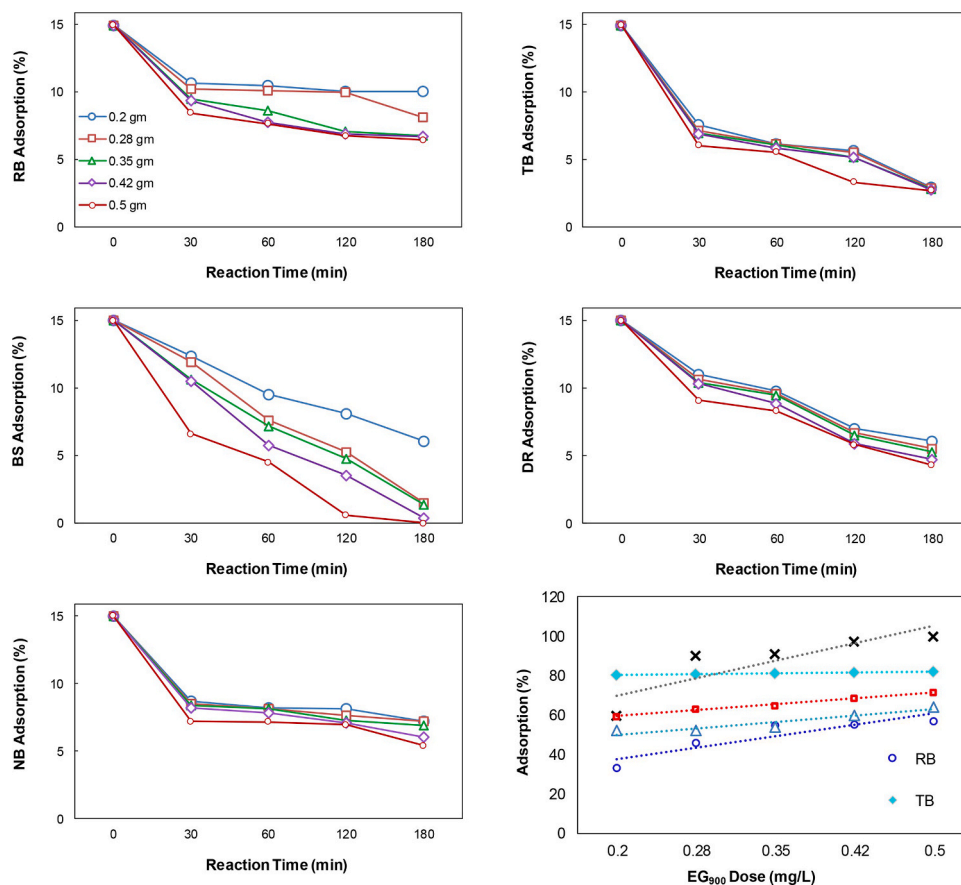 RB Adsorption (%)
15
10
5
0
0.2 gm
0.28 gm
0.35 gm
0.42 gm
0.5 gm
0 30 60 120 180
Reaction Time (min)
TB Adsorption (%)
15
10
5
0
0 30 60 120 180
Reaction Time (min)
BS Adsorption (%)
15
10
5
0
0 30 60 120 180
Reaction Time (min)
DR Adsorption (%)
15
10
5
0
0 30 60 120 180
Reaction Time (min)
NB Adsorption (%)
15
10
5
0
0 30 60 120 180
Reaction Time (min)
Adsorption (%)
120
100
80
60
40
20
0
RB
TB
0.2 0.28 0.35 0.42 0.5
EG₉₀₀ Dose (mg/L)